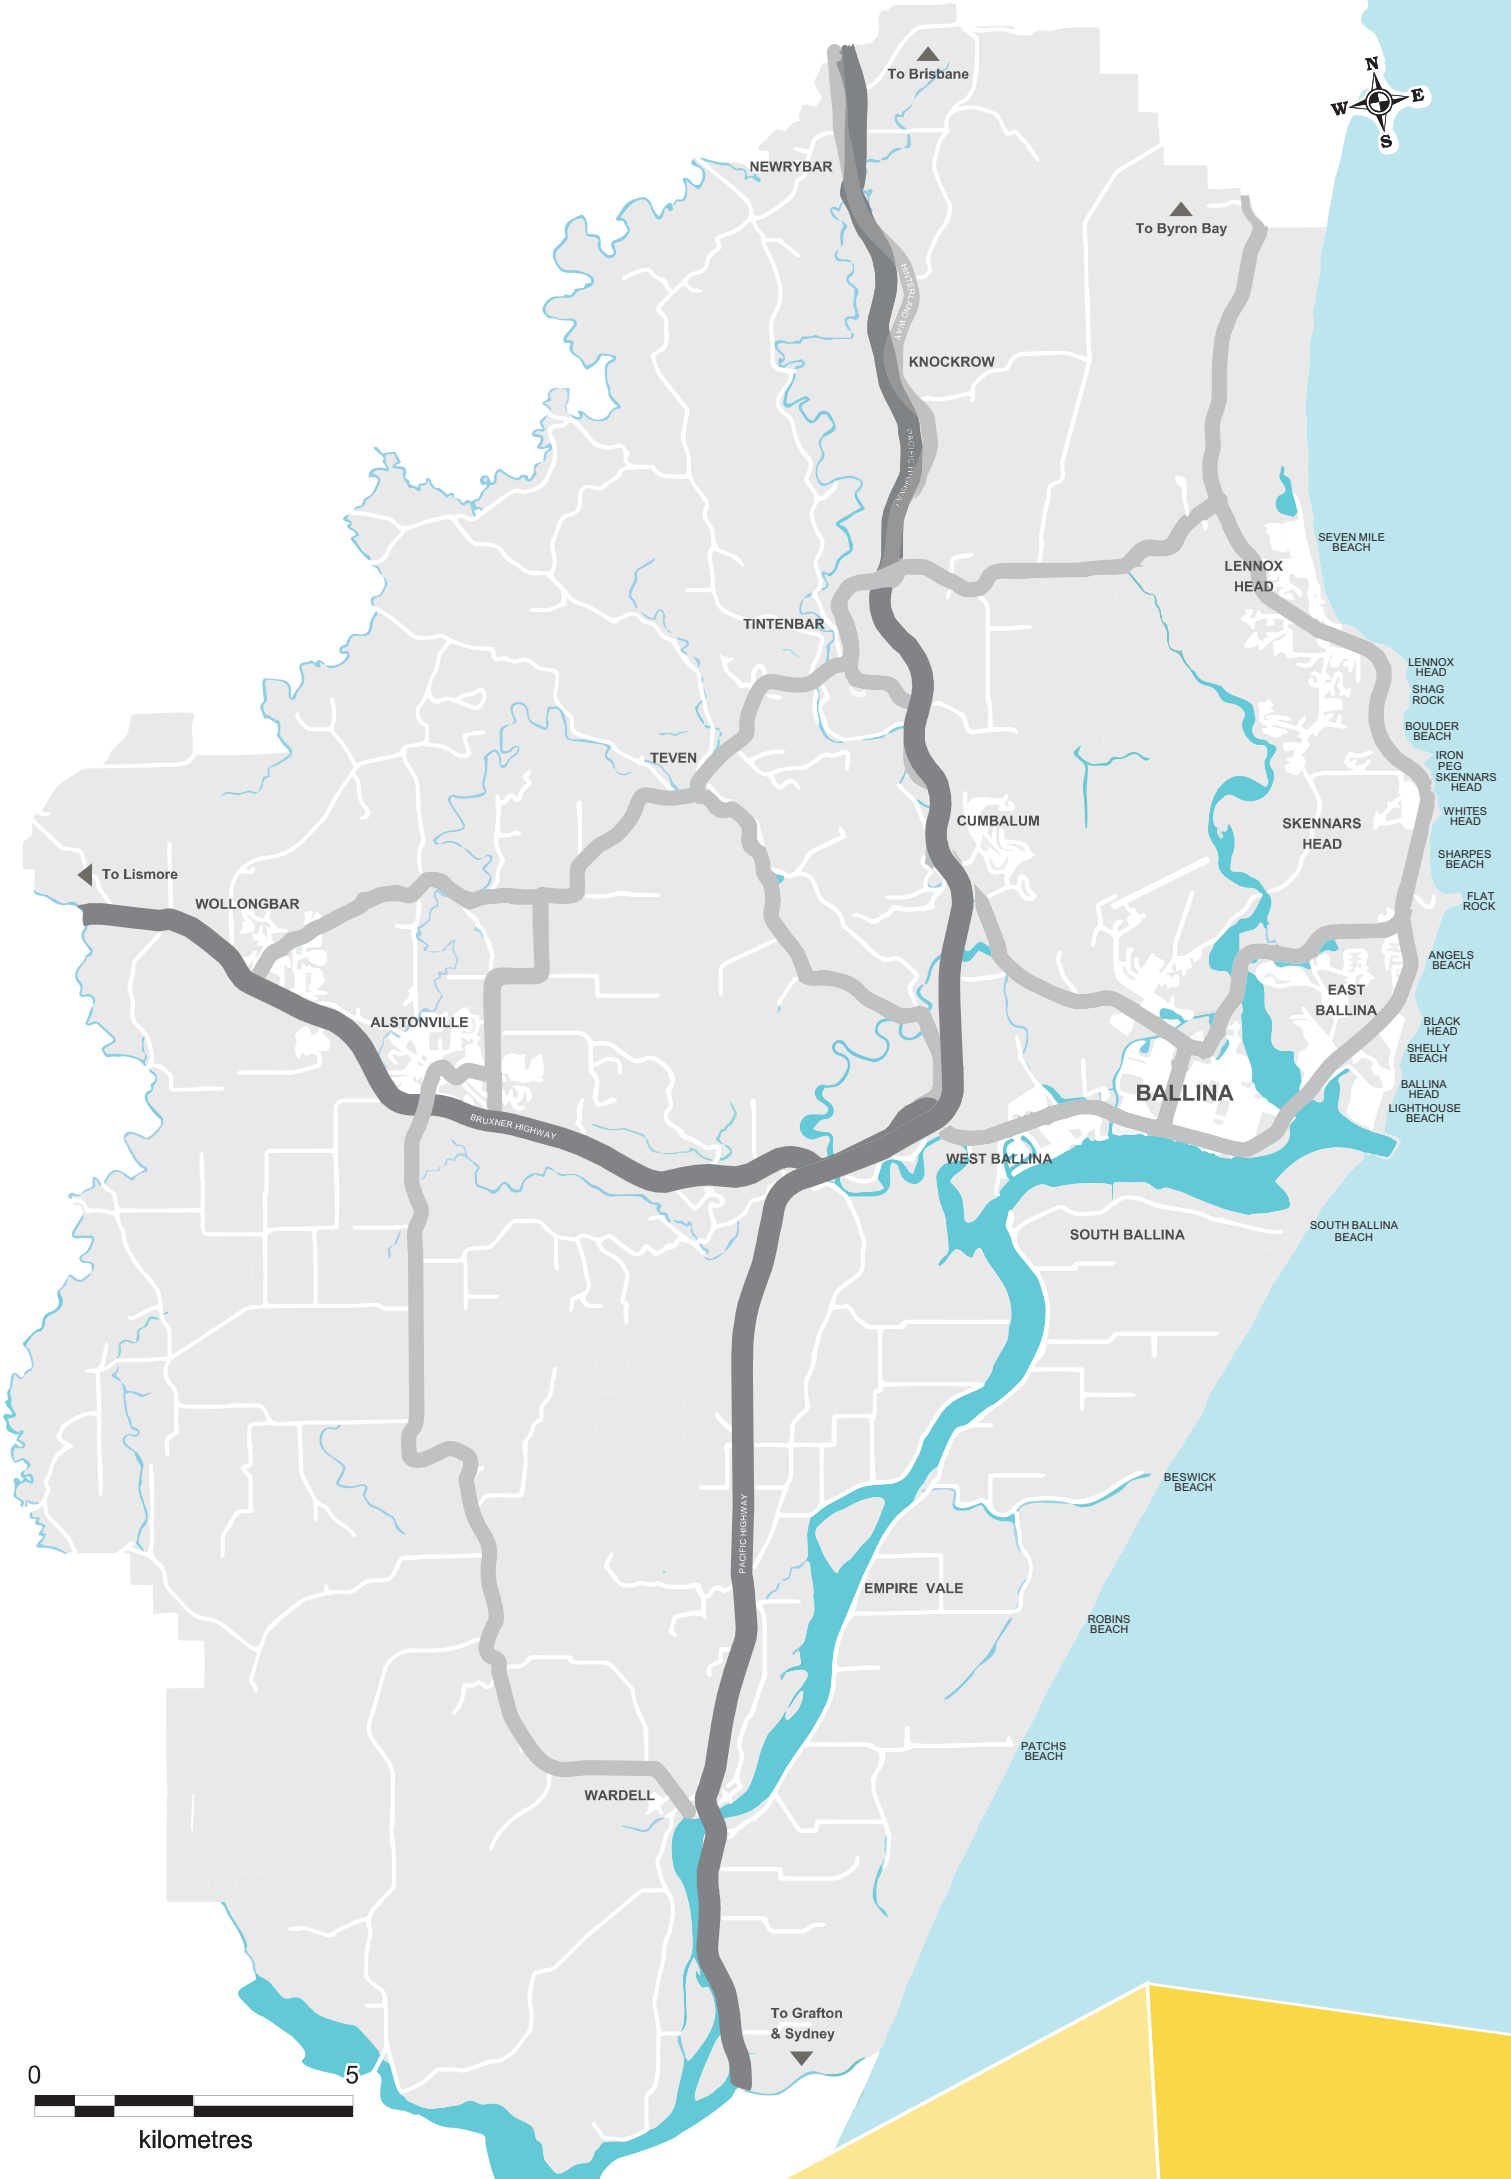 N
W E
S
To Brisbane
NEWRYBAR
To Byron Bay
HINTERLAND WAY
KNOCKROW
PACIFIC HIGHWAY
SEVEN MILE
BEACH
LENNOX
HEAD
TINTENBAR
LENNOX
HEAD
SHAG
ROCK
BOULDER
BEACH
TEVEN
IRON
PEG
SKENNARS
HEAD
WHITES
HEAD
CUMBALUM
SKENNARS
HEAD
SHARPES
BEACH
To Lismore
WOLLONGBAR
FLAT
ROCK
ANGELS
BEACH
EAST
BALLINA
ALSTONVILLE
BLACK
HEAD
SHELLY
BEACH
BALLINA
BALLINA
HEAD
LIGHTHOUSE
BEACH
BRUXNER HIGHWAY
WEST BALLINA
SOUTH BALLINA
SOUTH BALLINA
BEACH
BESWICK
BEACH
PACIFIC HIGHWAY
EMPIRE VALE
ROBINS
BEACH
PATCHS
BEACH
WARDELL
To Grafton
& Sydney
0 5
kilometres